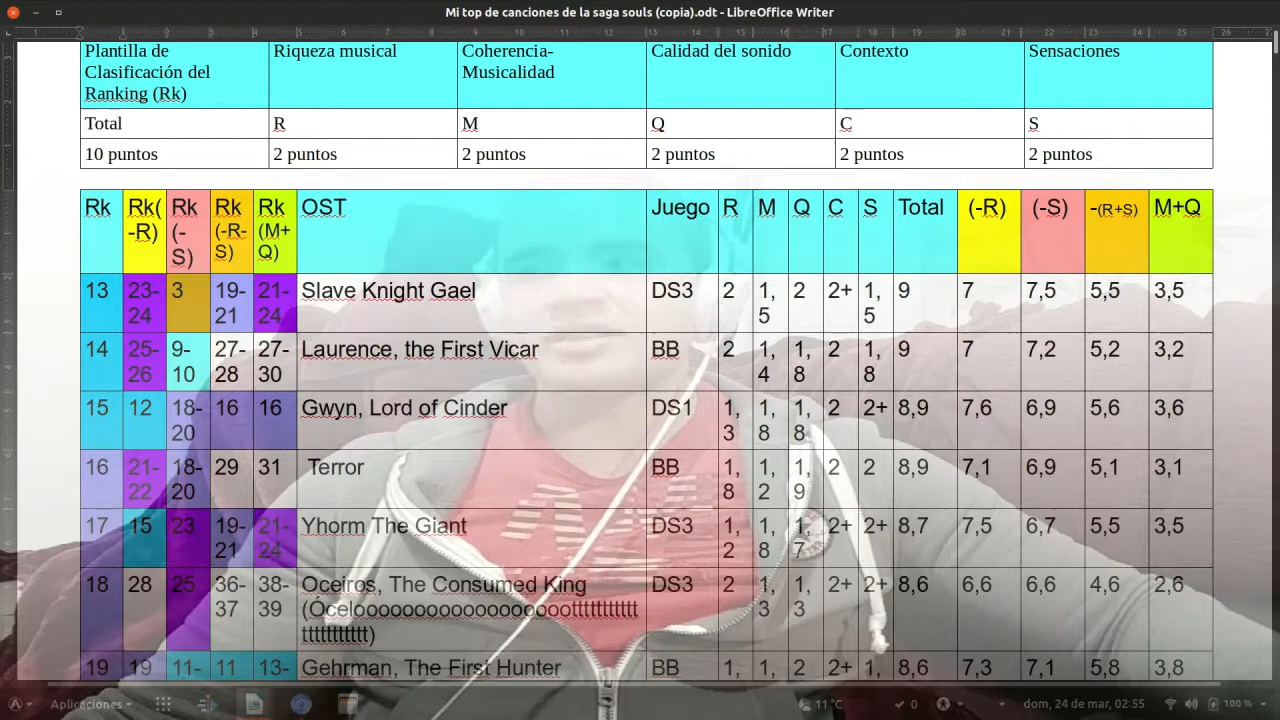 Mi top de canciones de la saga souls (copia).odt - LibreOffice Writer
Plantilla de Clasificación del Ranking (Rk) Riqueza musical Coherencia-Musicalidad Calidad del sonido Contexto Sensaciones
Total R M Q C S
10 puntos 2 puntos 2 puntos 2 puntos 2 puntos 2 puntos
Rk Rk(-R) Rk (-S) Rk (-R-S) Rk (M+Q) OST Juego R M Q C S Total (-R) (-S) -(R+S) M+Q
13 23-24 3 19-21 21-24 Slave Knight Gael DS3 2 1,5 2 2+ 1,5 9 7 7,5 5,5 3,5
14 25-26 9-10 27-28 27-30 Laurence, the First Vicar BB 2 1,4 1,8 2 1,8 9 7 7,2 5,2 3,2
15 12 18-20 16 16 Gwyn, Lord of Cinder DS1 1,3 1,8 1,8 2 2+ 8,9 7,6 6,9 5,6 3,6
16 21-22 18-20 29 31 Terror BB 1,8 1,2 1,9 2 2 8,9 7,1 6,9 5,1 3,1
17 15 23 19-21 21-24 Yhorm The Giant DS3 1,2 1,8 1,7 2+ 2+ 8,7 7,5 6,7 5,5 3,5
18 28 25 36-37 38-39 Oceiros, The Consumed King DS3 2 1,3 1,3 2+ 2+ 8,6 6,6 6,6 4,6 2,6
(Óceloooooooooooooooooootttttttttttt
tttttttttttt)
19 19 11- 11 13- Gehrman, The First Hunter BB 1, 1, 2 2+ 1, 8,6 7,3 7,1 5,8 3,8
Aplicaciones 11 °C 0 dom, 24 de mar, 02:55 100 %